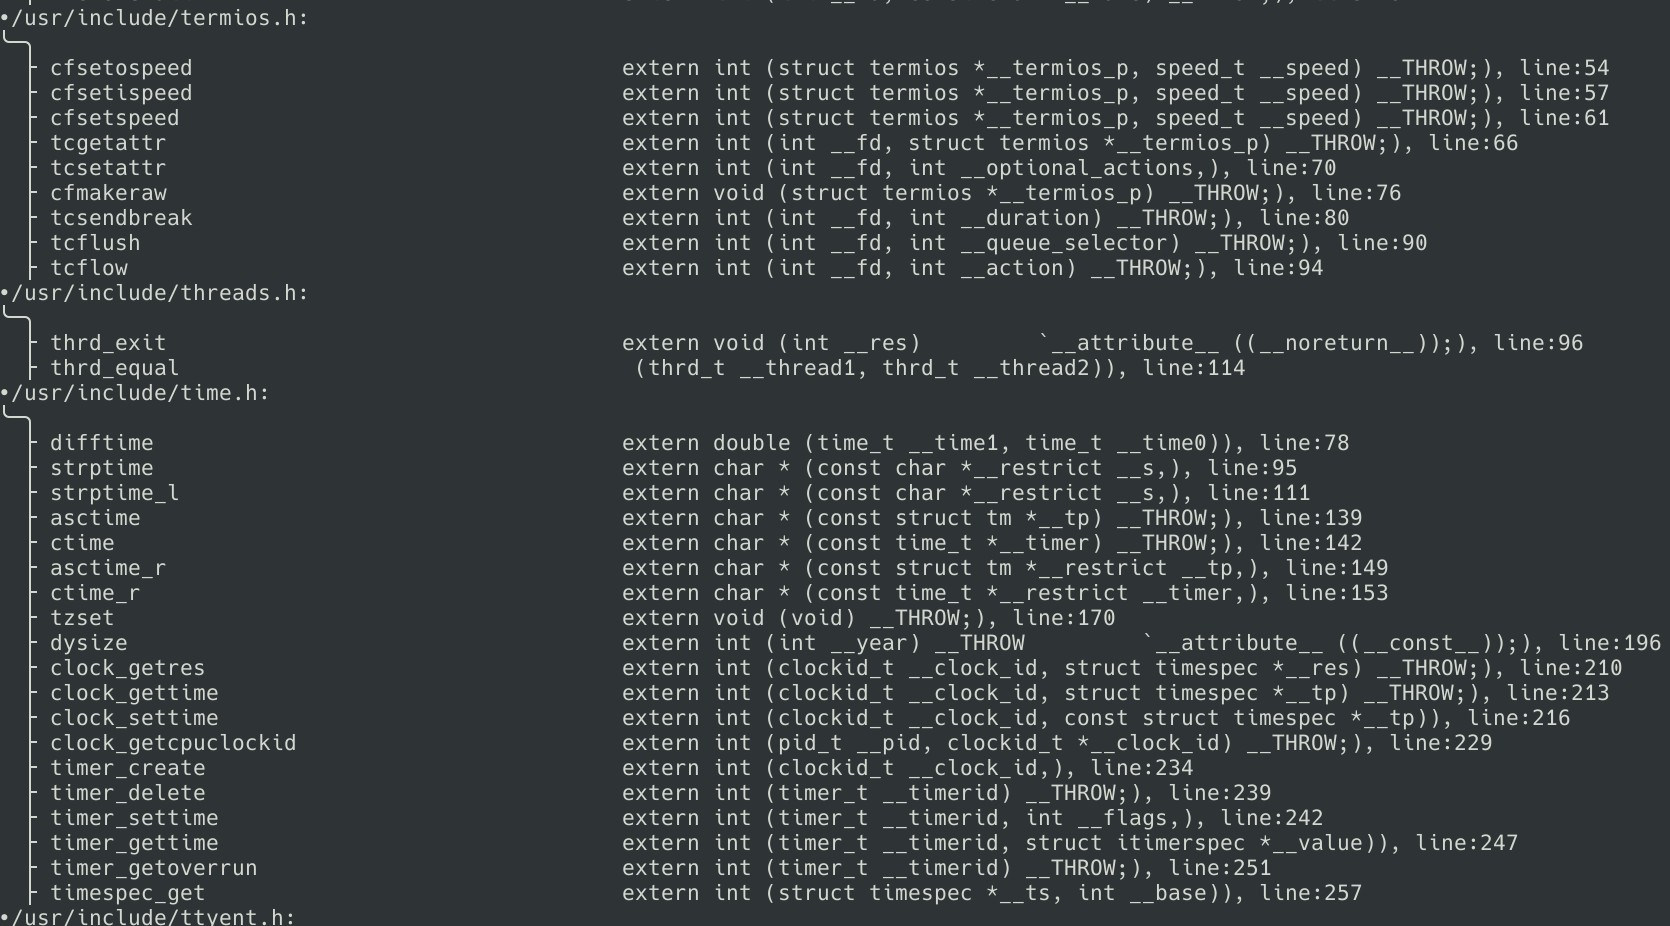 •/usr/include/termios.h:
cfsetospeed extern int (struct termios *__termios_p, speed_t __speed) __THROW;), line:54
cfsetispeed extern int (struct termios *__termios_p, speed_t __speed) __THROW;), line:57
cfsetspeed extern int (struct termios *__termios_p, speed_t __speed) __THROW;), line:61
tcgetattr extern int (int __fd, struct termios *__termios_p) __THROW;), line:66
tcsetattr extern int (int __fd, int __optional_actions,), line:70
cfmakeraw extern void (struct termios *__termios_p) __THROW;), line:76
tcsendbreak extern int (int __fd, int __duration) __THROW;), line:80
tcflush extern int (int __fd, int __queue_selector) __THROW;), line:90
tcflow extern int (int __fd, int __action) __THROW;), line:94
•/usr/include/threads.h:
thrd_exit extern void (int __res) `__attribute__ ((__noreturn__));), line:96
thrd_equal (thrd_t __thread1, thrd_t __thread2)), line:114
•/usr/include/time.h:
difftime extern double (time_t __time1, time_t __time0)), line:78
strptime extern char * (const char *__restrict __s,), line:95
strptime_l extern char * (const char *__restrict __s,), line:111
asctime extern char * (const struct tm *__tp) __THROW;), line:139
ctime extern char * (const time_t *__timer) __THROW;), line:142
asctime_r extern char * (const struct tm *__restrict __tp,), line:149
ctime_r extern char * (const time_t *__restrict __timer,), line:153
tzset extern void (void) __THROW;), line:170
dysize extern int (int __year) __THROW `__attribute__ ((__const__));), line:196
clock_getres extern int (clockid_t __clock_id, struct timespec *__res) __THROW;), line:210
clock_gettime extern int (clockid_t __clock_id, struct timespec *__tp) __THROW;), line:213
clock_settime extern int (clockid_t __clock_id, const struct timespec *__tp)), line:216
clock_getcpuclockid extern int (pid_t __pid, clockid_t *__clock_id) __THROW;), line:229
timer_create extern int (clockid_t __clock_id,), line:234
timer_delete extern int (timer_t __timerid) __THROW;), line:239
timer_settime extern int (timer_t __timerid, int __flags,), line:242
timer_gettime extern int (timer_t __timerid, struct itimerspec *__value)), line:247
timer_getoverrun extern int (timer_t __timerid) __THROW;), line:251
timespec_get extern int (struct timespec *__ts, int __base)), line:257
•/usr/include/ttyent.h: